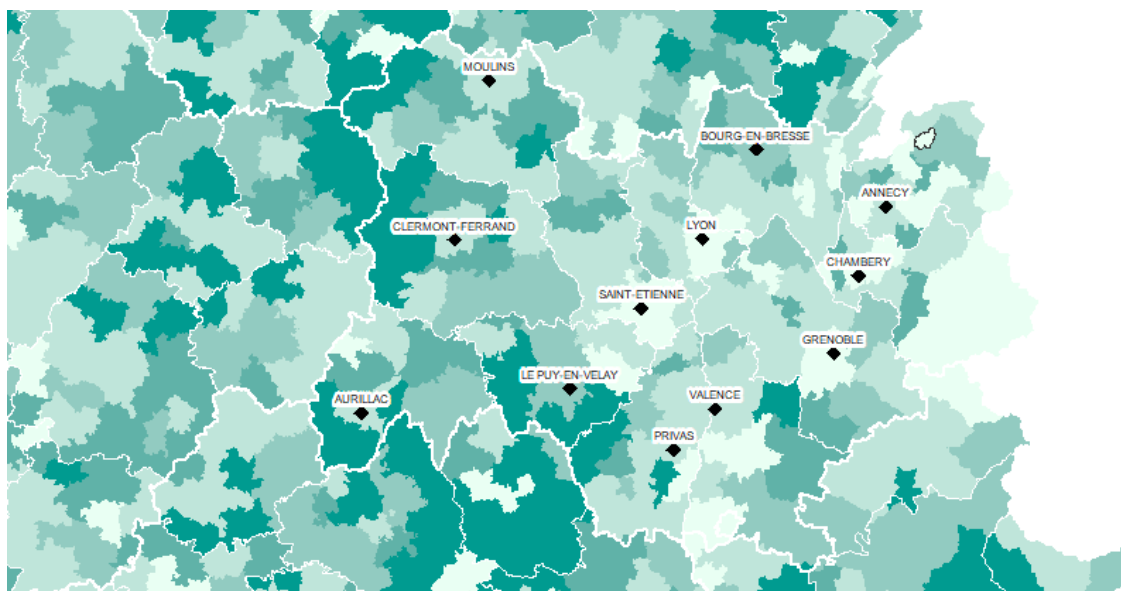 MOULINS
BOURG-EN-BRESSE
ANNECY
CLERMONT-FERRAND
LYON
CHAMBERY
SAINT-ETIENNE
GRENOBLE
LE PUY-EN-VELAY
AURILLAC
VALENCE
PRIVAS